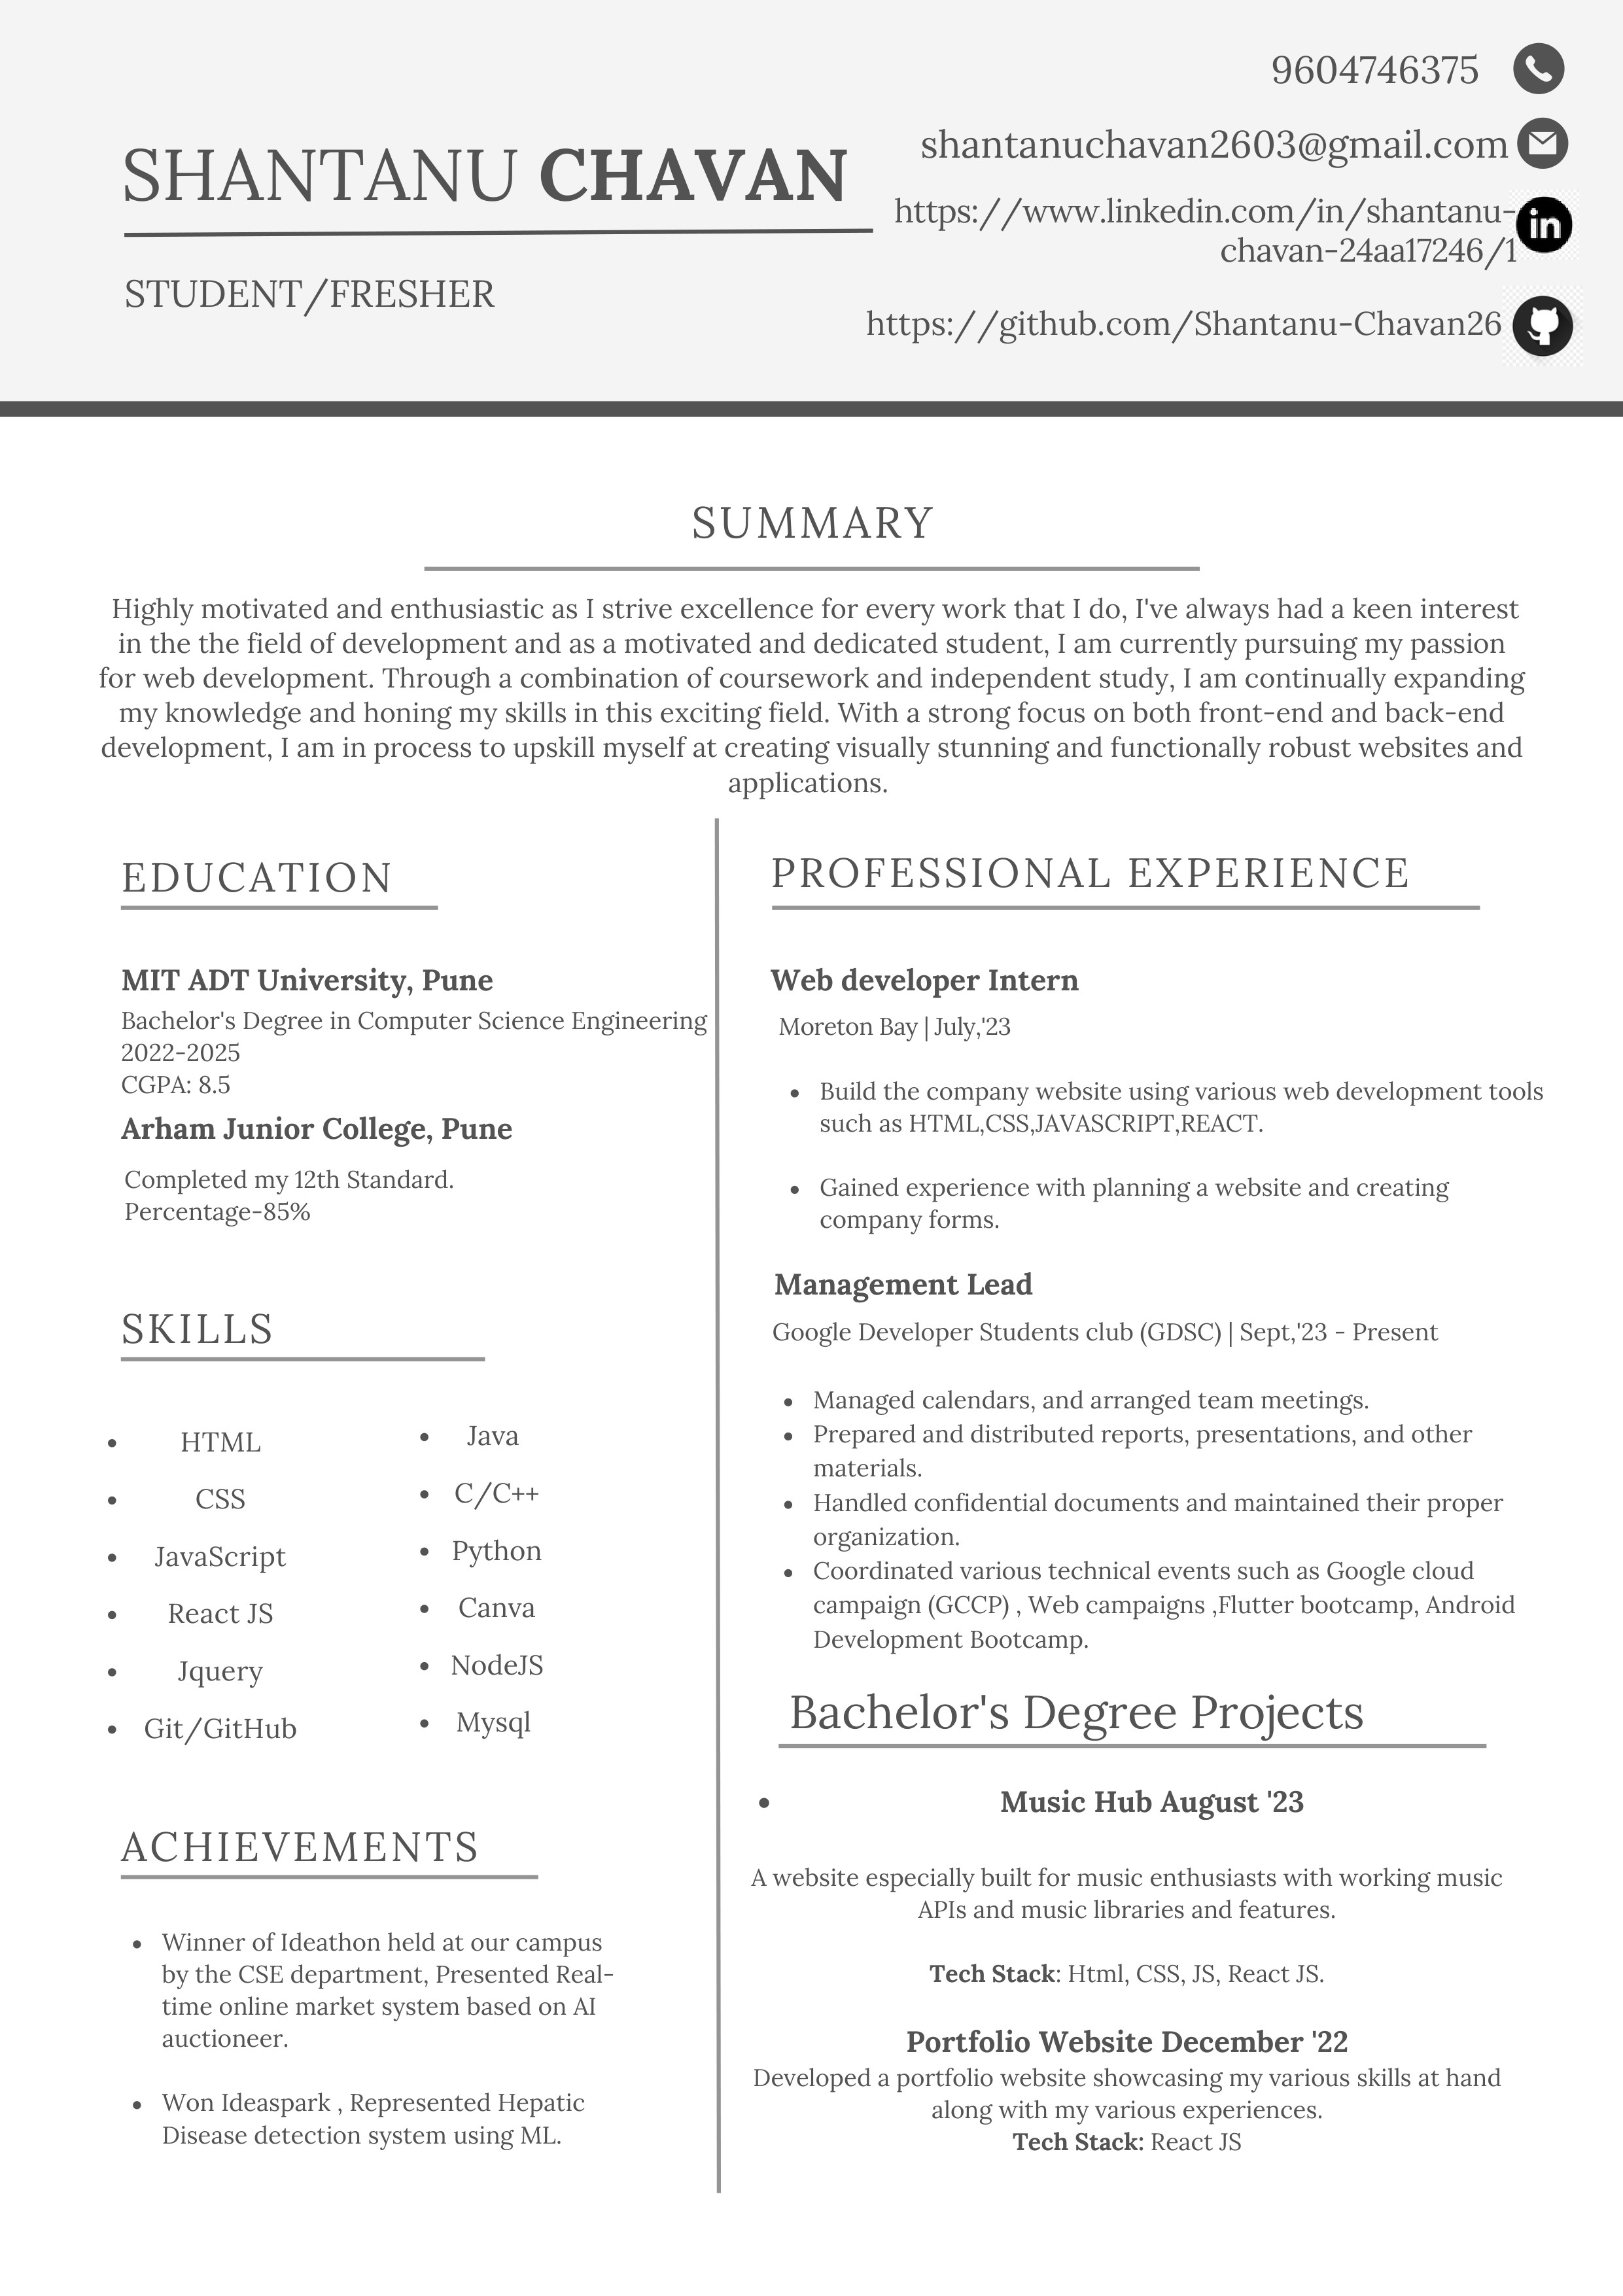 9604746375
shantanuchavan2603@gmail.com
SHANTANU CHAVAN
https://www.linkedin.com/in/shantanu-
chavan-24aa17246/1
in
STUDENT/FRESHER
https://github.com/Shantanu-Chavan26
SUMMARY
Highly motivated and enthusiastic as I strive excellence for every work that I do, I've always had a keen interest
in the the field of development and as a motivated and dedicated student, I am currently pursuing my passion
for web development. Through a combination of coursework and independent study, I am continually expanding
my knowledge and honing my skills in this exciting field. With a strong focus on both front-end and back-end
development, I am in process to upskill myself at creating visually stunning and functionally robust websites and
applications.
EDUCATION
MIT ADT University, Pune
Bachelor's Degree in Computer Science Engineering
2022-2025
CGPA: 8.5
Arham Junior College, Pune
Completed my 12th Standard.
Percentage-85%
SKILLS
• HTML
• CSS
• JavaScript
• React JS
• Jquery
• Git/GitHub
• Java
• C/C++
• Python
• Canva
• NodeJS
• Mysql
ACHIEVEMENTS
• Winner of Ideathon held at our campus
by the CSE department, Presented Real-
time online market system based on AI
auctioneer.
• Won Ideaspark , Represented Hepatic
Disease detection system using ML.
PROFESSIONAL EXPERIENCE
Web developer Intern
Moreton Bay | July,'23
• Build the company website using various web development tools
such as HTML,CSS,JAVASCRIPT,REACT.
• Gained experience with planning a website and creating
company forms.
Management Lead
Google Developer Students club (GDSC) | Sept,'23 - Present
• Managed calendars, and arranged team meetings.
• Prepared and distributed reports, presentations, and other
materials.
• Handled confidential documents and maintained their proper
organization.
• Coordinated various technical events such as Google cloud
campaign (GCCP) , Web campaigns ,Flutter bootcamp, Android
Development Bootcamp.
Bachelor's Degree Projects
• Music Hub August '23
A website especially built for music enthusiasts with working music
APIs and music libraries and features.
Tech Stack: Html, CSS, JS, React JS.
Portfolio Website December '22
Developed a portfolio website showcasing my various skills at hand
along with my various experiences.
Tech Stack: React JS